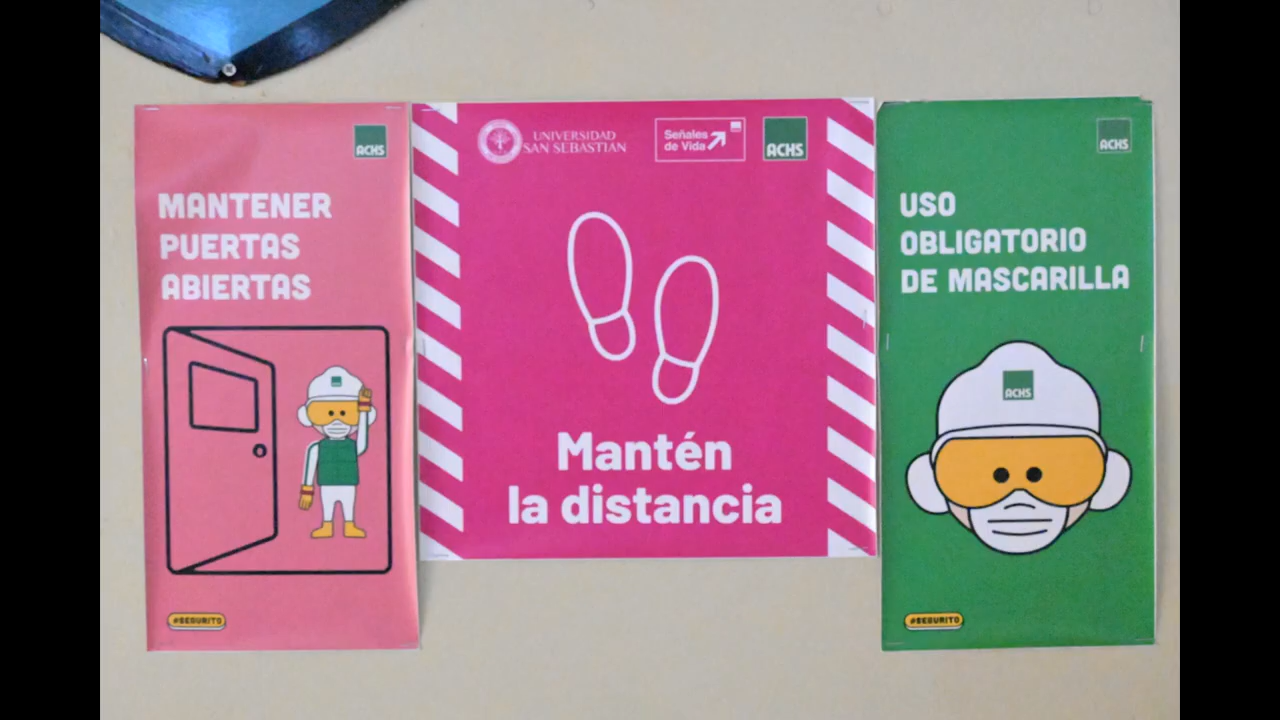 ACHS
MANTENER
PUERTAS
ABIERTAS
#SEGURITO
UNIVERSIDAD
SAN SEBASTIAN
Señales
de Vida
ACHS
Mantén
la distancia
ACHS
USO
OBLIGATORIO
DE MASCARILLA
ACHS
#SEGURITO